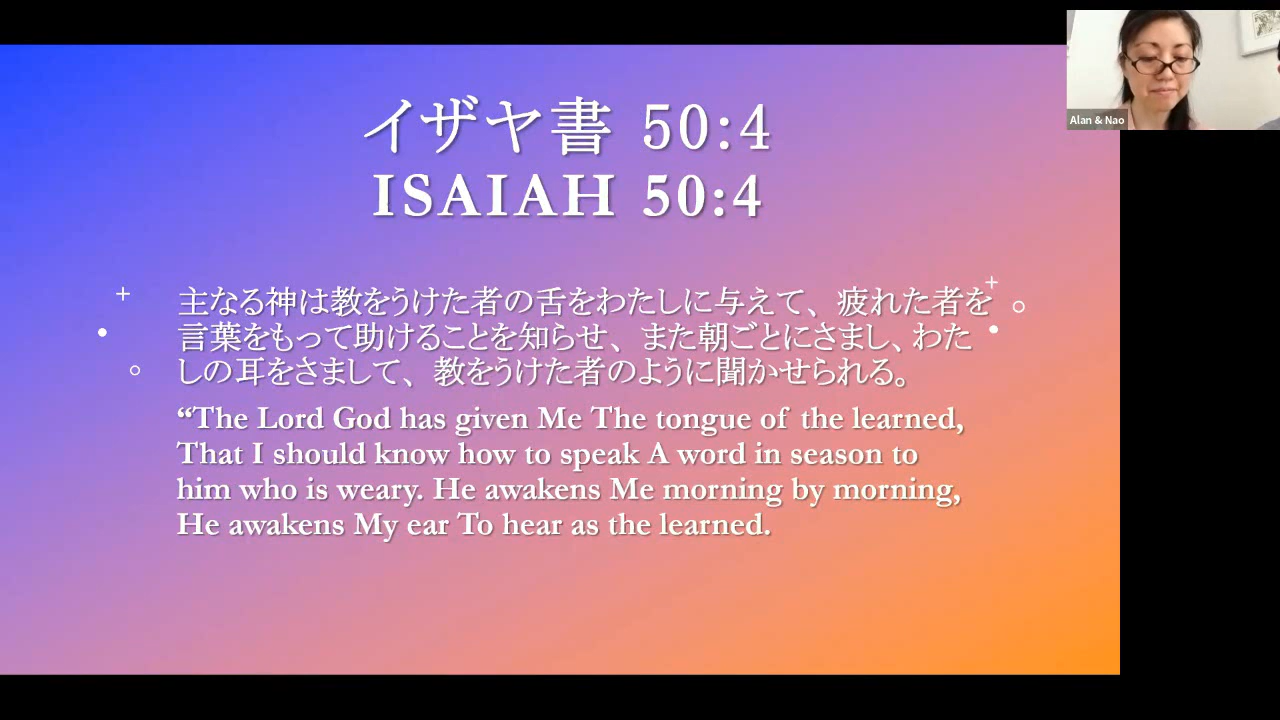 イザヤ書 50:4
ISAIAH 50:4
主なる神は教をうけた者の舌をわたしに与えて、疲れた者を
言葉をもって助けることを知らせ、また朝ごとにさまし、わた
しの耳をさまして、教をうけた者のように聞かせられる。
“The Lord God has given Me The tongue of the learned,
That I should know how to speak A word in season to
him who is weary. He awakens Me morning by morning,
He awakens My ear To hear as the learned.
Alan & Nao